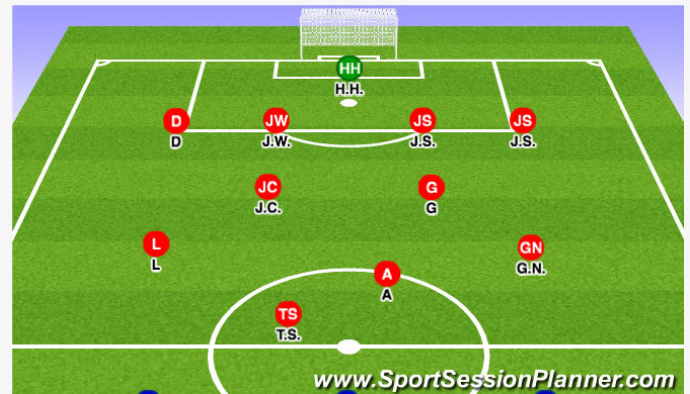 HH
H.H.
D JW JS JS
D J.W. J.S. J.S.
JC G
J.C. G
L GN
L G.N.
A
A
TS
T.S.
www.SportSessionPlanner.com